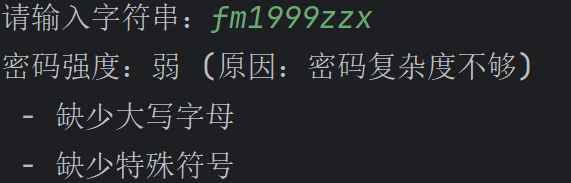 请输入字符串：fm1999zzx
密码强度：弱 (原因：密码复杂度不够)
- 缺少大写字母
- 缺少特殊符号